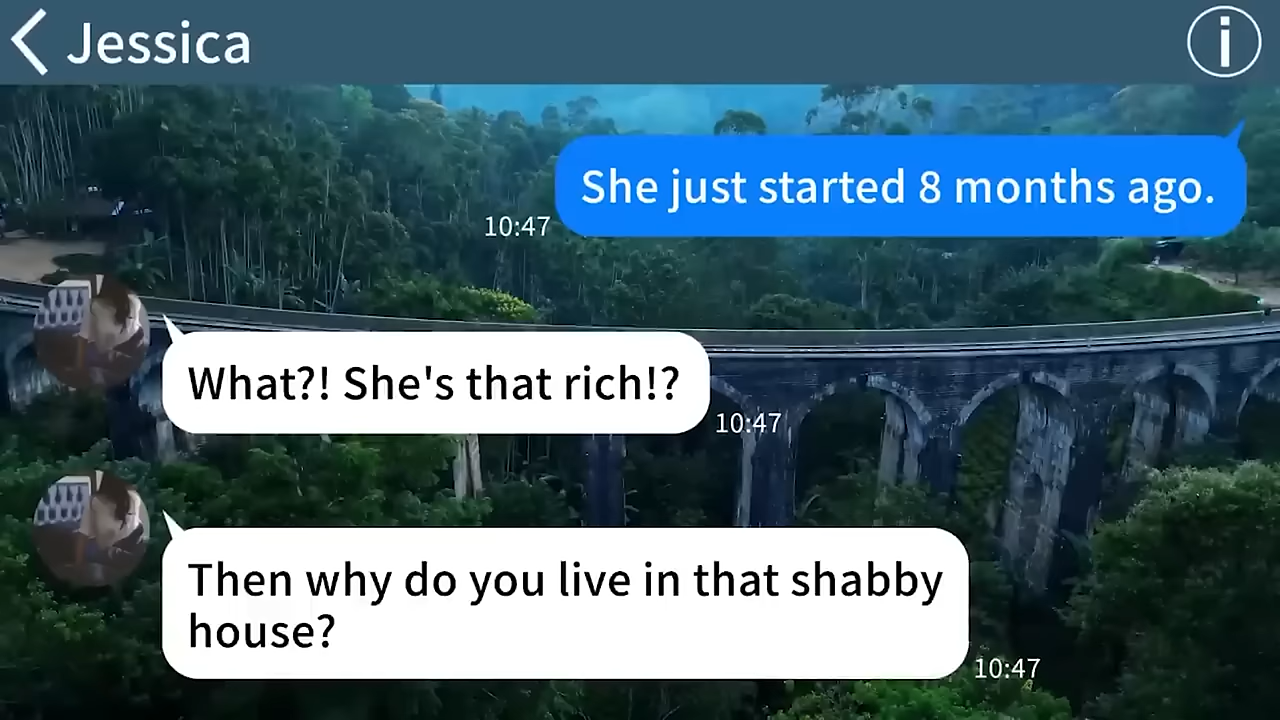 Jessica
She just started 8 months ago.
10:47
What?! She's that rich!?
10:47
Then why do you live in that shabby
house?
10:47